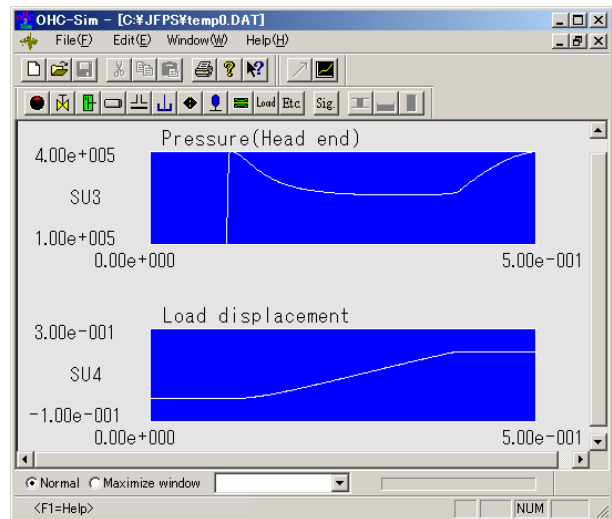 OHC-Sim - [C:¥JFPS¥temp0.DAT]
File(F) Edit(E) Window(W) Help(H)
Load Etc. Sig.
Pressure(Head end)
4.00e+005
SU3
1.00e+005
0.00e+000 5.00e-001
Load displacement
3.00e-001
SU4
-1.00e-001
0.00e+000 5.00e-001
Normal Maximize window
<F1=Help> NUM